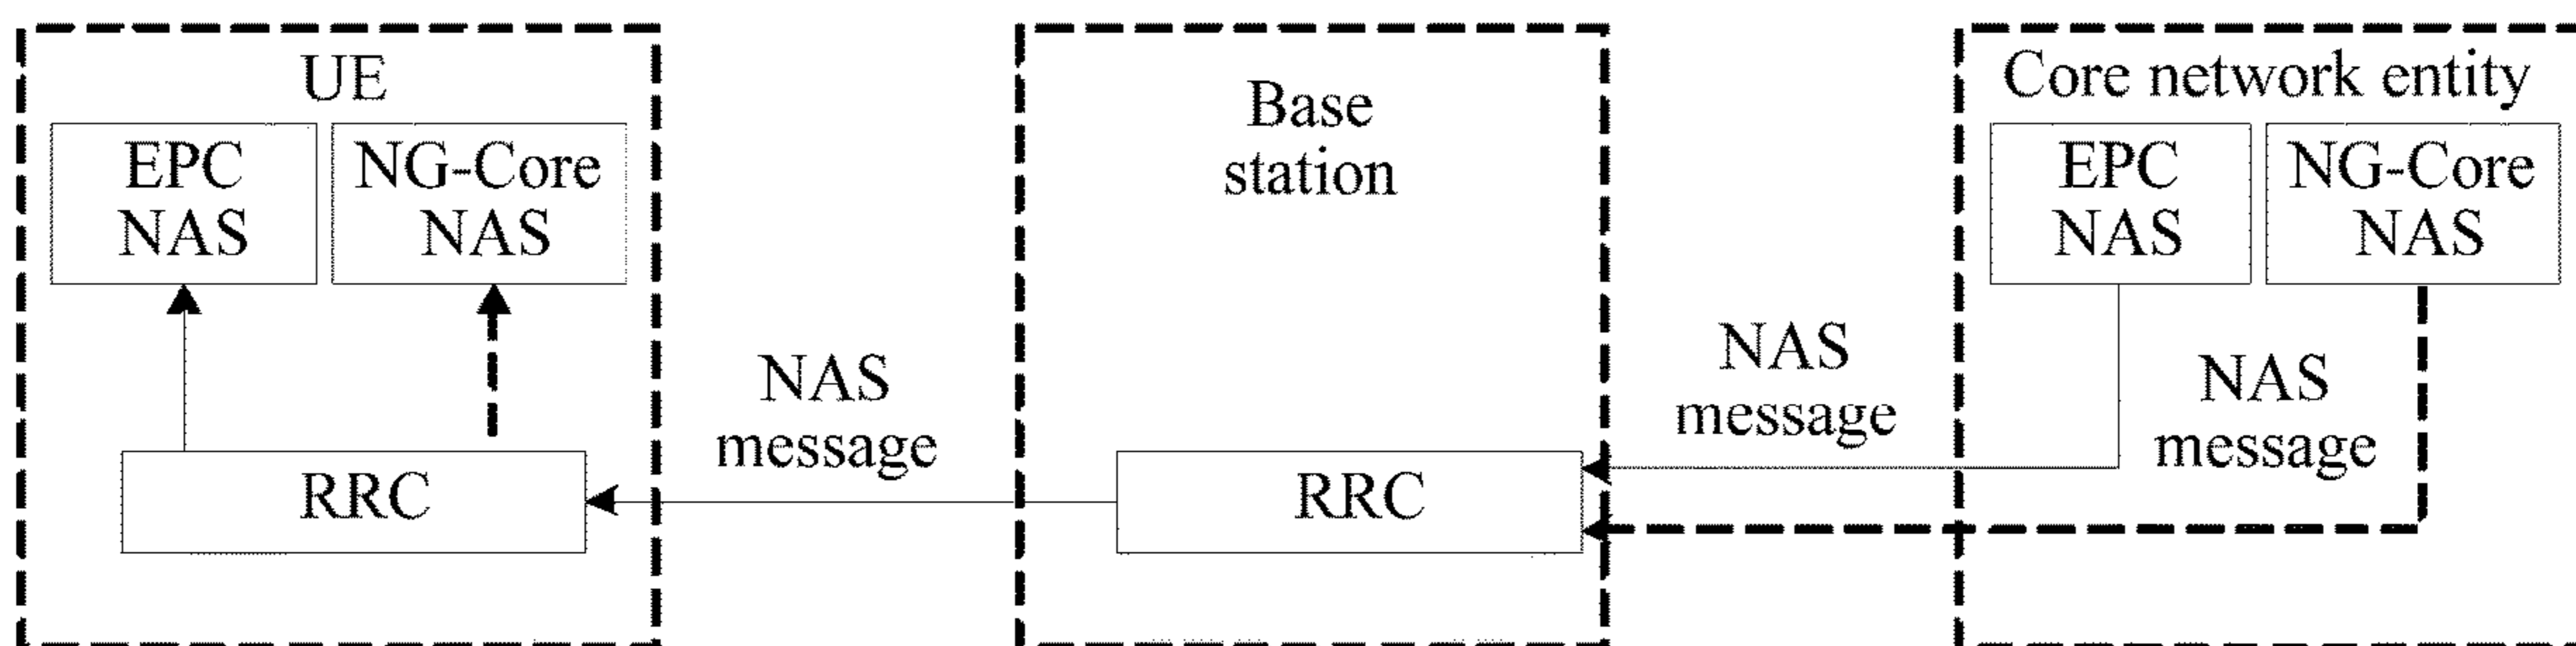 UE
EPC
NAS
NG-Core
NAS
RRC
NAS
message
Base
station
RRC
NAS
message
Core network entity
EPC
NAS
NG-Core
NAS
NAS
message